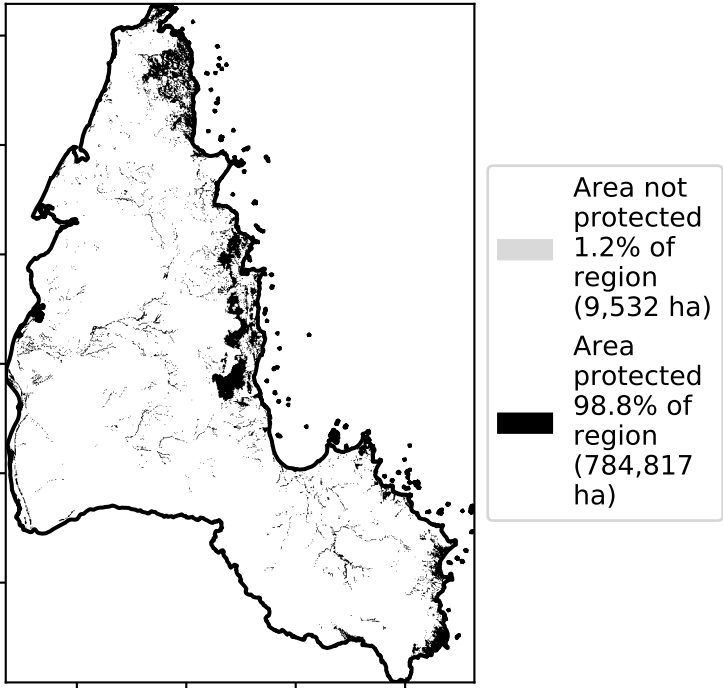 Area not
protected
1.2% of
region
(9,532 ha)
Area
protected
98.8% of
region
(784,817
ha)